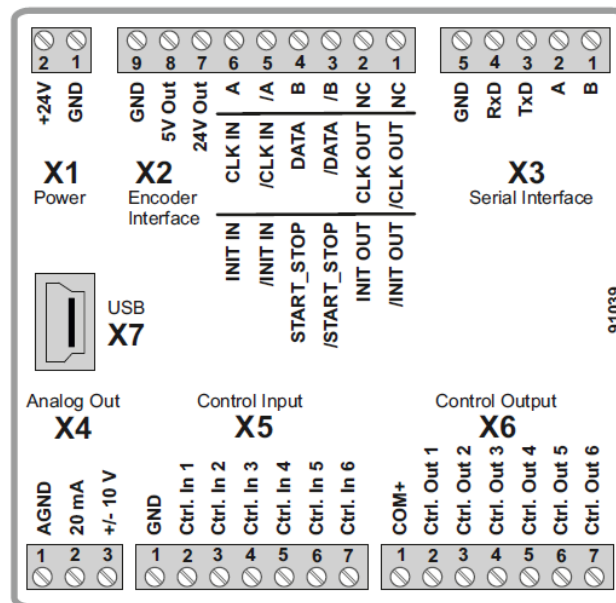 2 1
9 8 7 6 5 4 3 2 1
5 4 3 2 1
+24V
GND
GND
5V Out
24V Out
A
/A
B
/B
NC
NC
GND
RxD
TxD
A
B
CLK IN
/CLK IN
DATA
/DATA
CLK OUT
/CLK OUT
INIT IN
/INIT IN
START_STOP
/START_STOP
INIT OUT
/INIT OUT
X1
Power
X2
Encoder
Interface
X3
Serial Interface
USB
X7
91039
Analog Out
X4
Control Input
X5
Control Output
X6
AGND
20 mA
+/- 10 V
GND
Ctrl. In 1
Ctrl. In 2
Ctrl. In 3
Ctrl. In 4
Ctrl. In 5
Ctrl. In 6
COM+
Ctrl. Out 1
Ctrl. Out 2
Ctrl. Out 3
Ctrl. Out 4
Ctrl. Out 5
Ctrl. Out 6
1 2 3
1 2 3 4 5 6 7
1 2 3 4 5 6 7